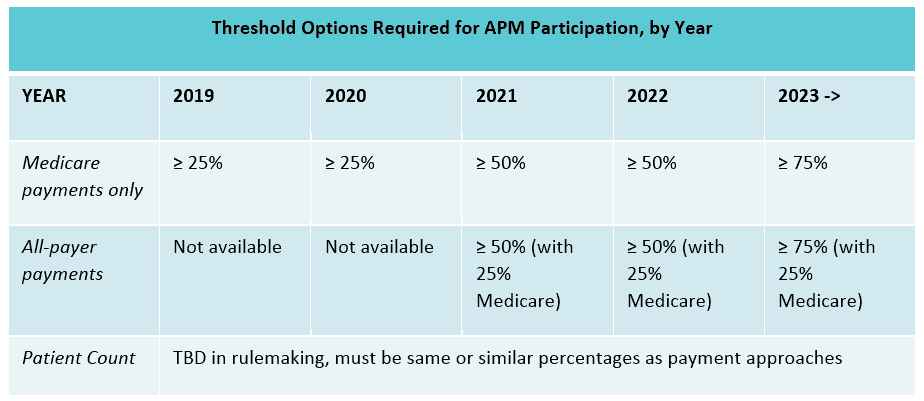 Threshold Options Required for APM Participation, by Year
YEAR 2019 2020 2021 2022 2023 ->
Medicare payments only ≥ 25% ≥ 25% ≥ 50% ≥ 50% ≥ 75%
All-payer payments Not available Not available ≥ 50% (with 25% Medicare) ≥ 50% (with 25% Medicare) ≥ 75% (with 25% Medicare)
Patient Count TBD in rulemaking, must be same or similar percentages as payment approaches